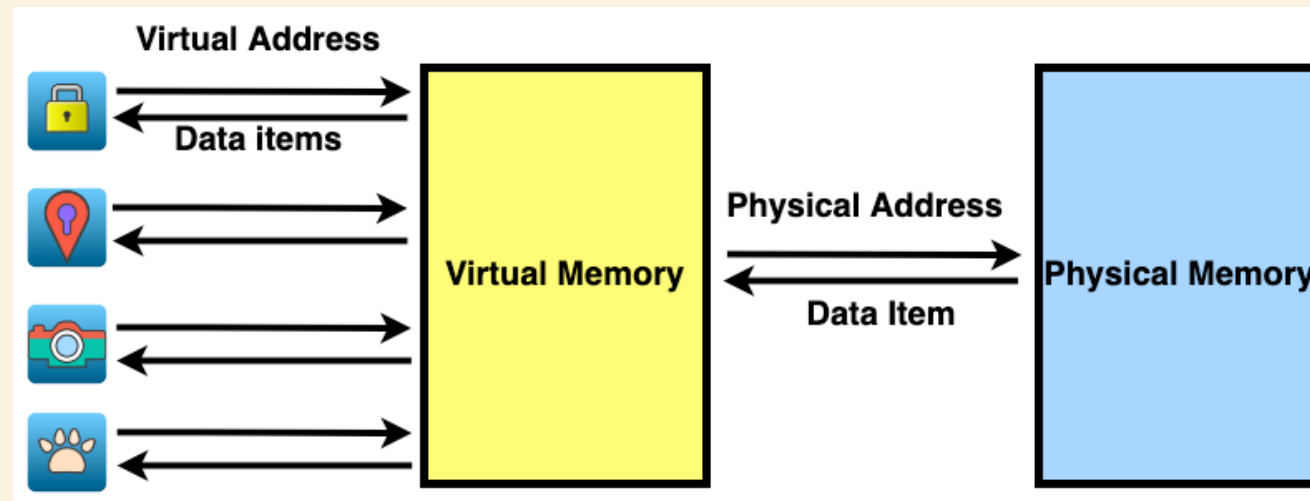 Virtual Address
Data items
Physical Address
Virtual Memory
Physical Memory
Data Item